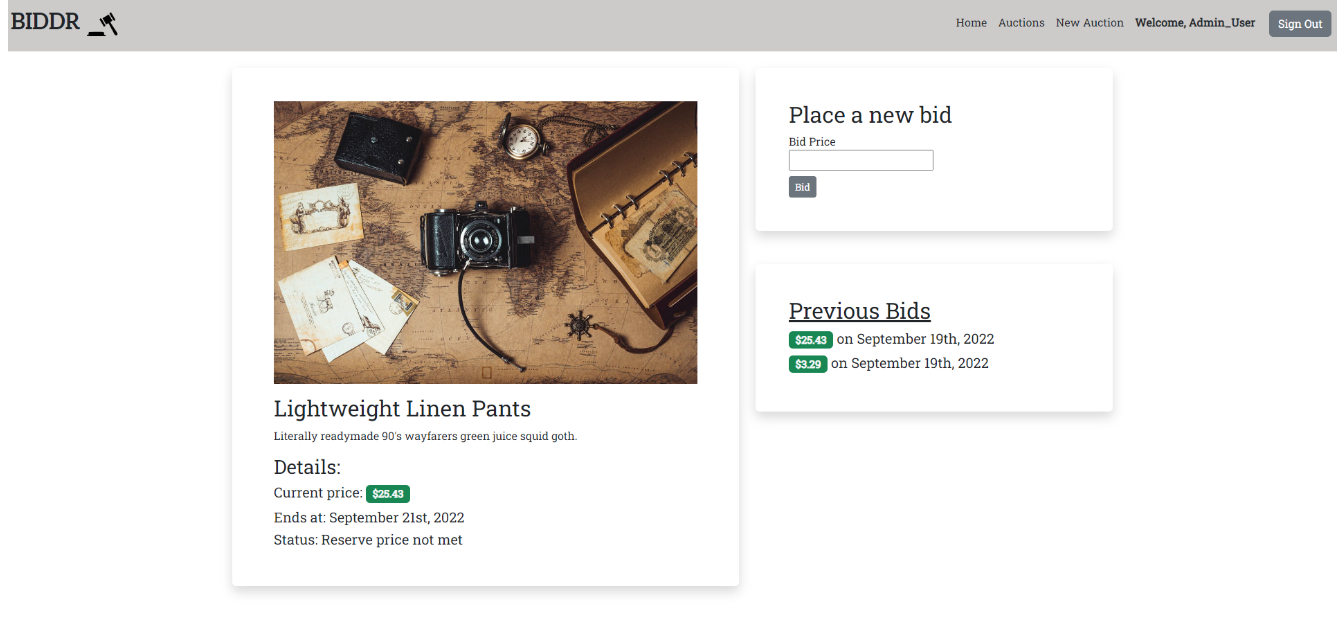 BIDDR
Home Auctions New Auction Welcome, Admin_User Sign Out
Lightweight Linen Pants
Literally readymade 90's wayfarers green juice squid goth.
Details:
Current price: $25.43
Ends at: September 21st, 2022
Status: Reserve price not met
Place a new bid
Bid Price
Bid
Previous Bids
$25.43 on September 19th, 2022
$3.29 on September 19th, 2022